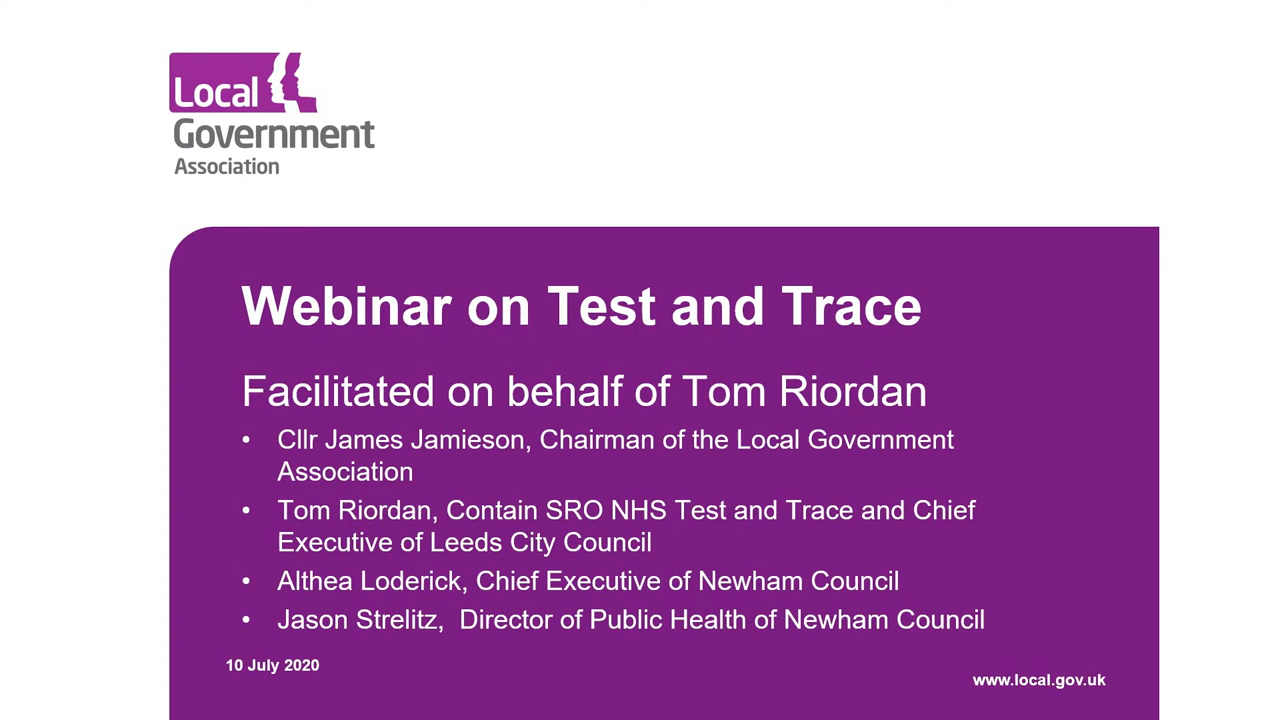 Local
Government
Association
Webinar on Test and Trace
Facilitated on behalf of Tom Riordan
• Cllr James Jamieson, Chairman of the Local Government
Association
• Tom Riordan, Contain SRO NHS Test and Trace and Chief
Executive of Leeds City Council
• Althea Loderick, Chief Executive of Newham Council
• Jason Strelitz,  Director of Public Health of Newham Council
10 July 2020
www.local.gov.uk